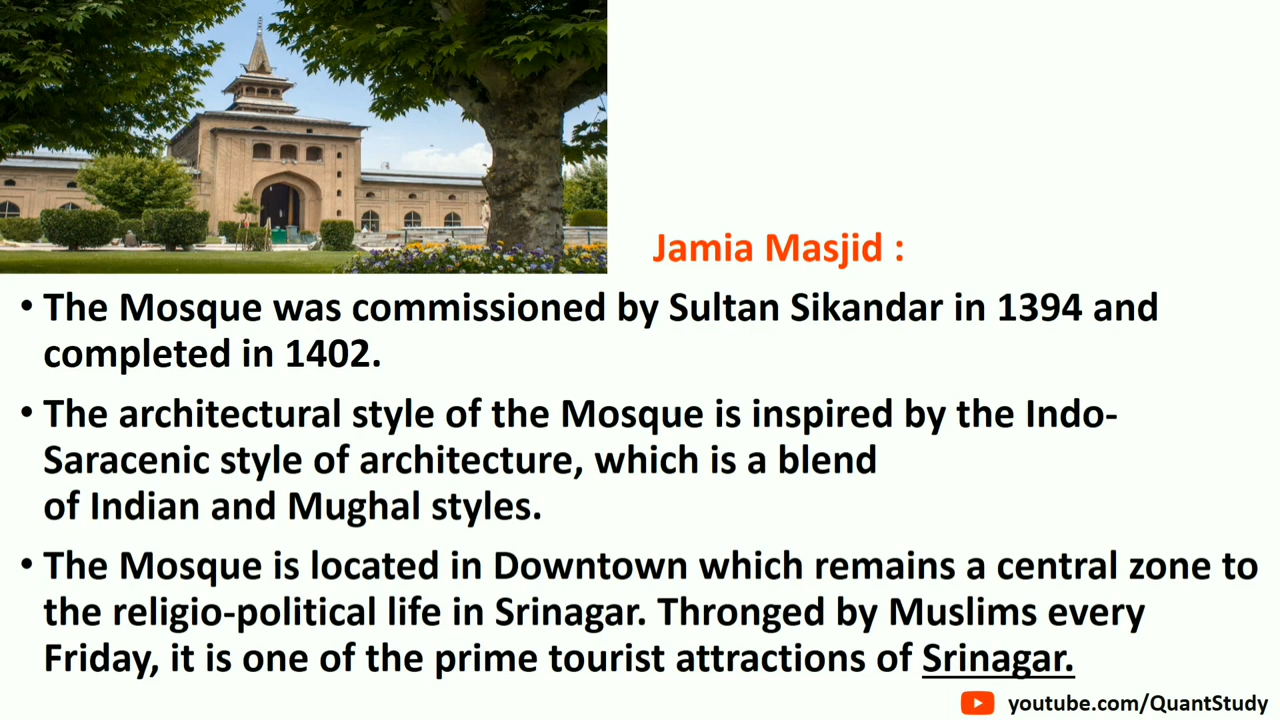 Jamia Masjid :
• The Mosque was commissioned by Sultan Sikandar in 1394 and
completed in 1402.
• The architectural style of the Mosque is inspired by the Indo-
Saracenic style of architecture, which is a blend
of Indian and Mughal styles.
• The Mosque is located in Downtown which remains a central zone to
the religio-political life in Srinagar. Thronged by Muslims every
Friday, it is one of the prime tourist attractions of Srinagar.
youtube.com/QuantStudy